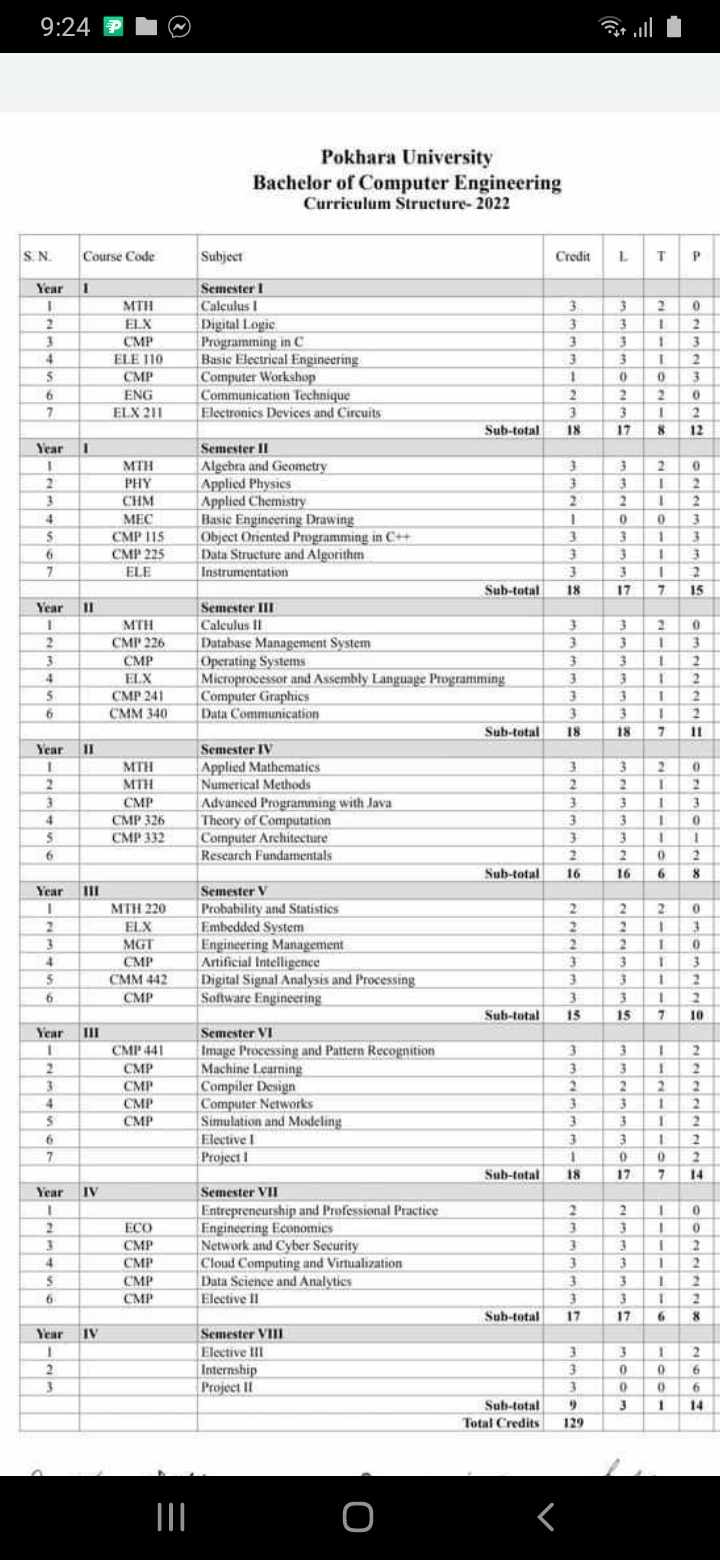 9:24
Pokhara University
Bachelor of Computer Engineering
Curriculum Structure- 2022
S. N. Course Code Subject Credit L T P
Year I Semester I
1 MTH Calculus I 3 3 2 0
2 ELX Digital Logic 3 3 1 2
3 CMP Programming in C 3 3 1 3
4 ELE 110 Basic Electrical Engineering 3 3 1 2
5 CMP Computer Workshop 1 0 0 3
6 ENG Communication Technique 2 2 2 0
7 ELX 211 Electronics Devices and Circuits 3 3 1 2
Sub-total 18 17 8 12
Year I Semester II
1 MTH Algebra and Geometry 3 3 2 0
2 PHY Applied Physics 3 3 1 2
3 CHM Applied Chemistry 2 2 1 2
4 MEC Basic Engineering Drawing 1 0 0 3
5 CMP 115 Object Oriented Programming in C++ 3 3 1 3
6 CMP 225 Data Structure and Algorithm 3 3 1 3
7 ELE Instrumentation 3 3 1 2
Sub-total 18 17 7 15
Year II Semester III
1 MTH Calculus II 3 3 2 0
2 CMP 226 Database Management System 3 3 1 3
3 CMP Operating Systems 3 3 1 2
4 ELX Microprocessor and Assembly Language Programming 3 3 1 2
5 CMP 241 Computer Graphics 3 3 1 2
6 CMM 340 Data Communication 3 3 1 2
Sub-total 18 18 7 11
Year II Semester IV
1 MTH Applied Mathematics 3 3 2 0
2 MTH Numerical Methods 2 2 1 2
3 CMP Advanced Programming with Java 3 3 1 3
4 CMP 326 Theory of Computation 3 3 1 0
5 CMP 332 Computer Architecture 3 3 1 1
6 Research Fundamentals 2 2 0 2
Sub-total 16 16 6 8
Year III Semester V
1 MTH 220 Probability and Statistics 2 2 2 0
2 ELX Embedded System 2 2 1 3
3 MGT Engineering Management 2 2 1 0
4 CMP Artificial Intelligence 3 3 1 3
5 CMM 442 Digital Signal Analysis and Processing 3 3 1 2
6 CMP Software Engineering 3 3 1 2
Sub-total 15 15 7 10
Year III Semester VI
1 CMP 441 Image Processing and Pattern Recognition 3 3 1 2
2 CMP Machine Learning 3 3 1 2
3 CMP Compiler Design 2 2 2 2
4 CMP Computer Networks 3 3 1 2
5 CMP Simulation and Modeling 3 3 1 2
6 Elective I 3 3 1 2
7 Project I 1 0 0 2
Sub-total 18 17 7 14
Year IV Semester VII
1 Entrepreneurship and Professional Practice 2 2 1 0
2 ECO Engineering Economics 3 3 1 0
3 CMP Network and Cyber Security 3 3 1 2
4 CMP Cloud Computing and Virtualization 3 3 1 2
5 CMP Data Science and Analytics 3 3 1 2
6 CMP Elective II 3 3 1 2
Sub-total 17 17 6 8
Year IV Semester VIII
1 Elective III 3 3 1 2
2 Internship 3 0 0 6
3 Project II 3 0 0 6
Sub-total 9 3 1 14
Total Credits 129